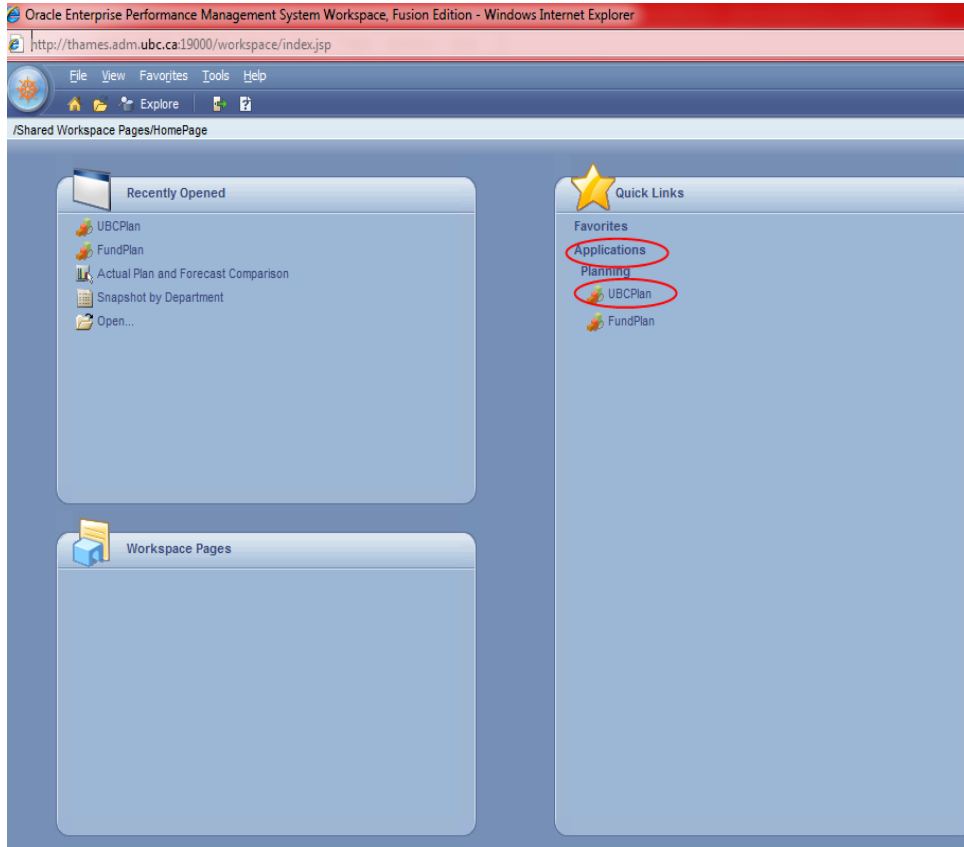 Oracle Enterprise Performance Management System Workspace, Fusion Edition - Windows Internet Explorer
http://thames.adm.ubc.ca:19000/workspace/index.jsp
File View Favorites Tools Help
Explore
/Shared Workspace Pages/HomePage
Recently Opened
UBCPlan
FundPlan
Actual Plan and Forecast Comparison
Snapshot by Department
Open...
Quick Links
Favorites
Applications
Planning
UBCPlan
FundPlan
Workspace Pages